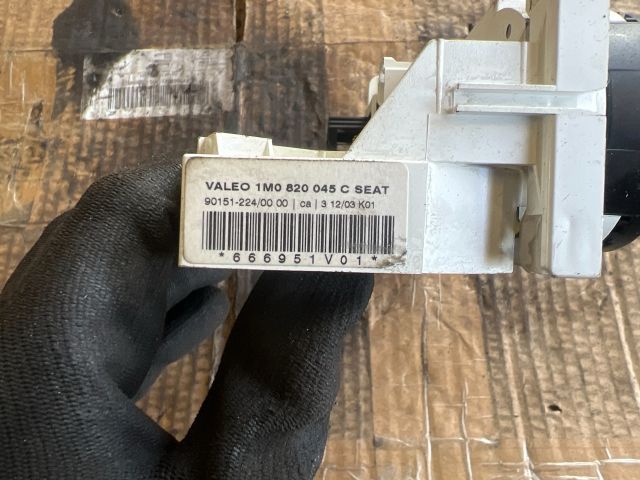 VALEO 1M0 820 045 C SEAT
90151-224/00 00 | ca | 3 12/03 K01
*666951V01*